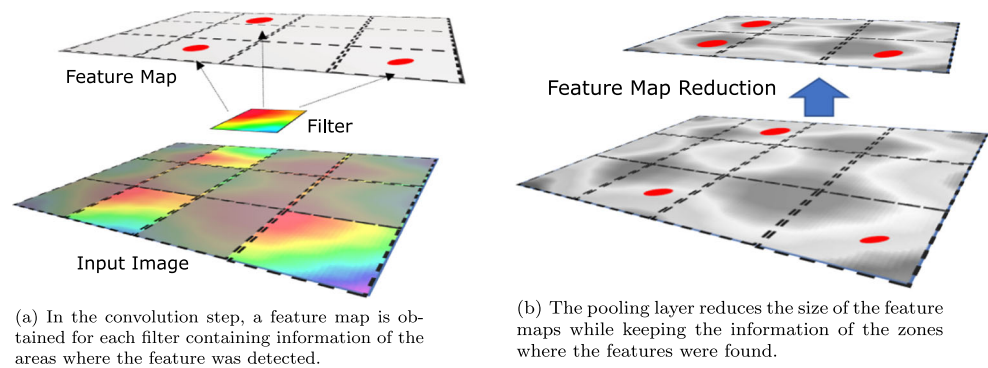 Feature Map
Filter
Input Image
(a) In the convolution step, a feature map is ob-
tained for each filter containing information of the
areas where the feature was detected.
Feature Map Reduction
(b) The pooling layer reduces the size of the feature
maps while keeping the information of the zones
where the features were found.